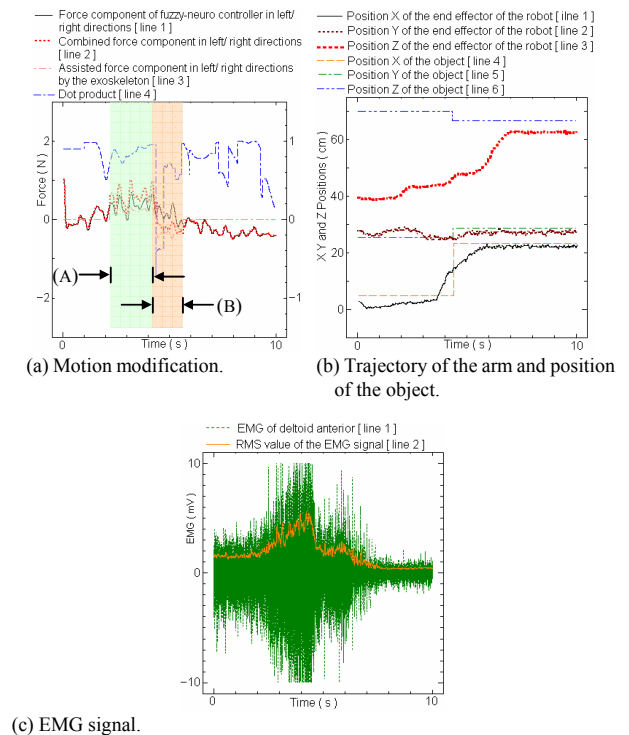 Force component of fuzzy-neuro controller in left/
right directions [ line 1 ]
Combined force component in left/ right directions
[ line 2 ]
Assisted force component in left/ right directions
by the exoskeleton [ line 3 ]
Dot product [ line 4 ]
Force ( N )
2
0
−2
1
0
−1
(A)
(B)
0
Time ( s )
10
(a) Motion modification.
Position X of the end effector of the robot [ ilne 1 ]
Position Y of the end effector of the robot [ line 2 ]
Position Z of the end effector of the robot [ line 3 ]
Position X of the object [ line 4 ]
Position Y of the object [ line 5 ]
Position Z of the object [ line 6 ]
X Y and Z Positions ( cm )
60
40
20
0
0
Time ( s )
10
(b) Trajectory of the arm and position
of the object.
EMG of deltoid anterior [ line 1 ]
RMS value of the EMG signal [ line 2 ]
EMG ( mV )
10
0
−10
0
Time ( s )
10
(c) EMG signal.